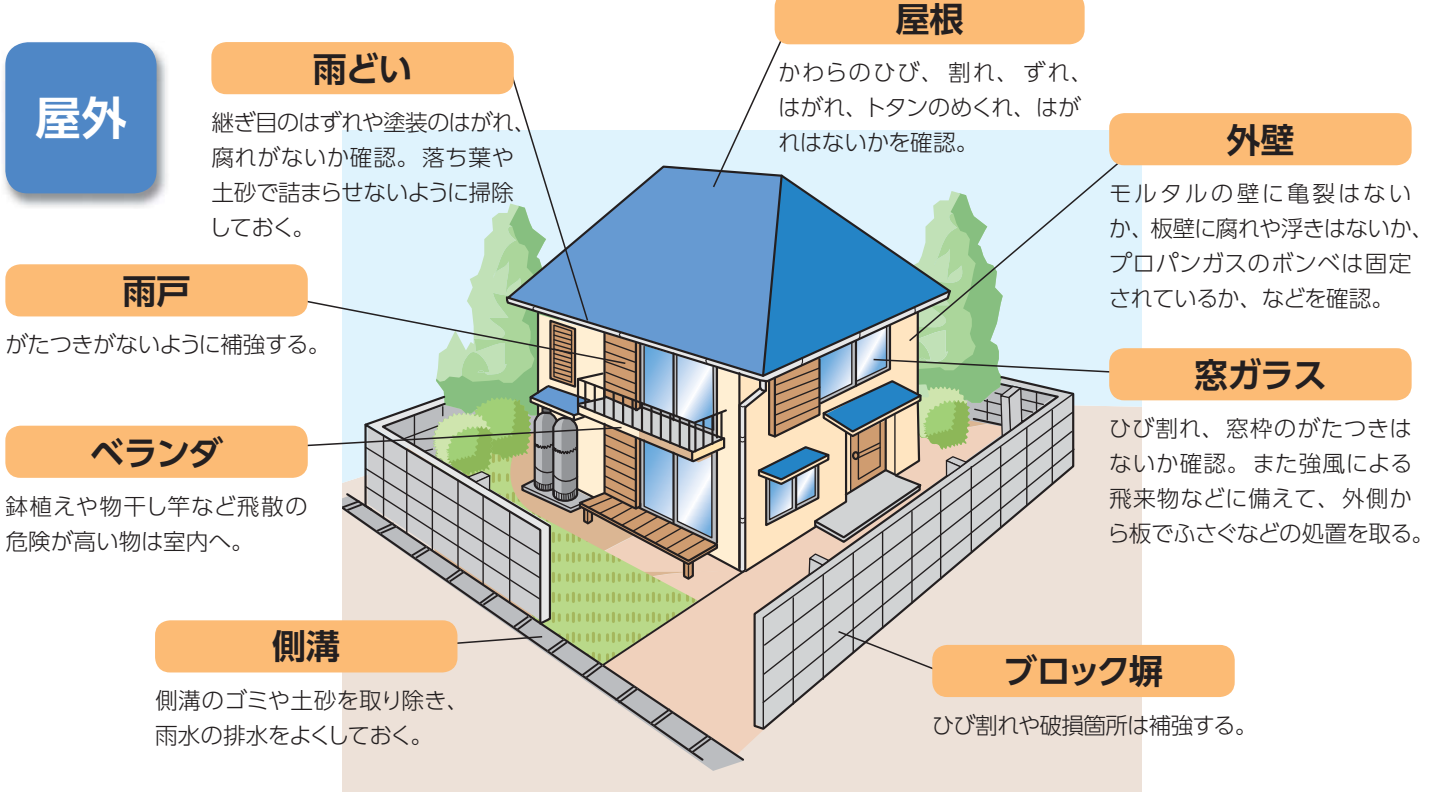 屋外
雨どい
継ぎ目のはずれや塗装のはがれ、
腐れがないか確認。落ち葉や
土砂で詰まらせないように掃除
しておく。
屋根
かわらのひび、割れ、ずれ、
はがれ、トタンのめくれ、はが
れはないかを確認。
外壁
モルタルの壁に亀裂はない
か、板壁に腐れや浮きはないか、
プロパンガスのボンベは固定
されているか、などを確認。
雨戸
がたつきがないように補強する。
窓ガラス
ひび割れ、窓枠のがたつきは
ないか確認。また強風による
飛来物などに備えて、外側か
ら板でふさぐなどの処置を取る。
ベランダ
鉢植えや物干し竿など飛散の
危険が高い物は室内へ。
側溝
側溝のゴミや土砂を取り除き、
雨水の排水をよくしておく。
ブロック塀
ひび割れや破損箇所は補強する。